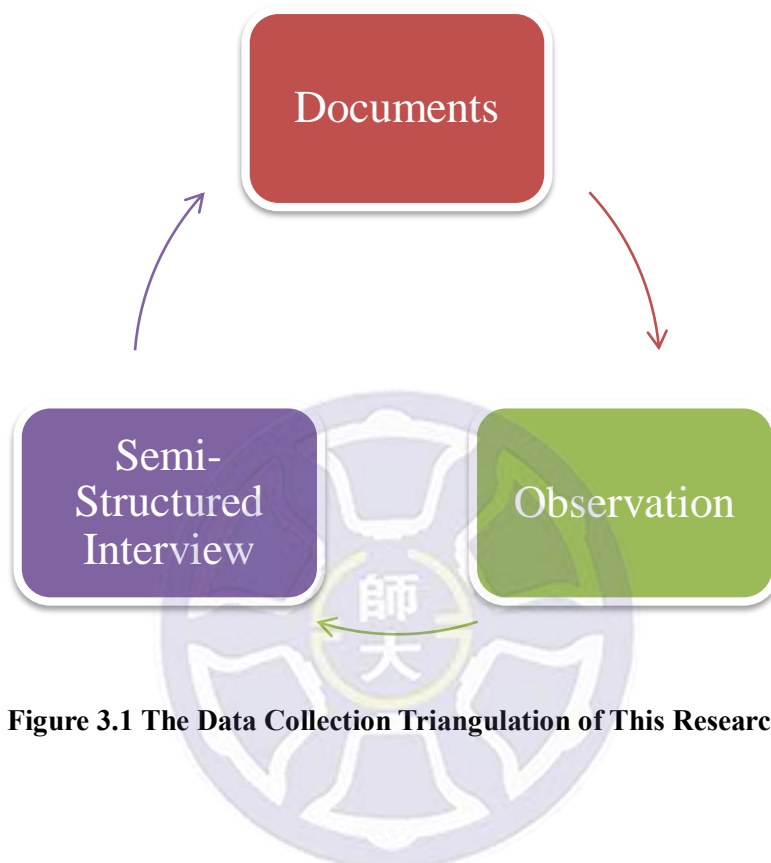 Documents
Semi-
Structured
Interview
Observation
師
大
Figure 3.1 The Data Collection Triangulation of This Researc